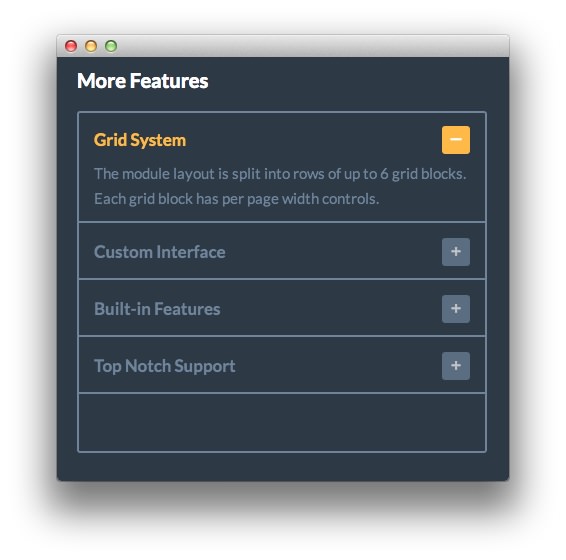 More Features
Grid System
The module layout is split into rows of up to 6 grid blocks.
Each grid block has per page width controls.
Custom Interface
Built-in Features
Top Notch Support